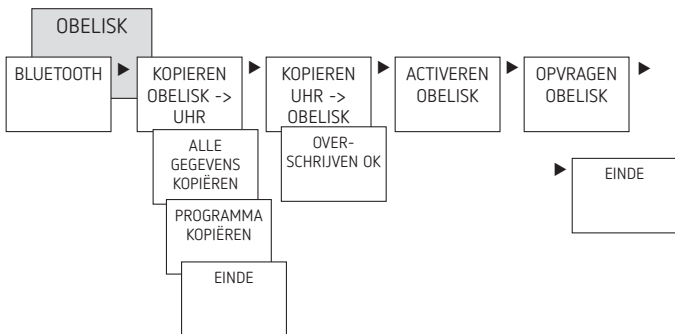 OBELISK
BLUETOOTH
KOPIEREN
OBELISK ->
UHR
ALLE
GEGEVENS
KOPIËREN
PROGRAMMA
KOPIËREN
EINDE
KOPIEREN
UHR ->
OBELISK
OVER-
SCHRIJVEN OK
ACTIVEREN
OBELISK
OPVRAGEN
OBELISK
EINDE